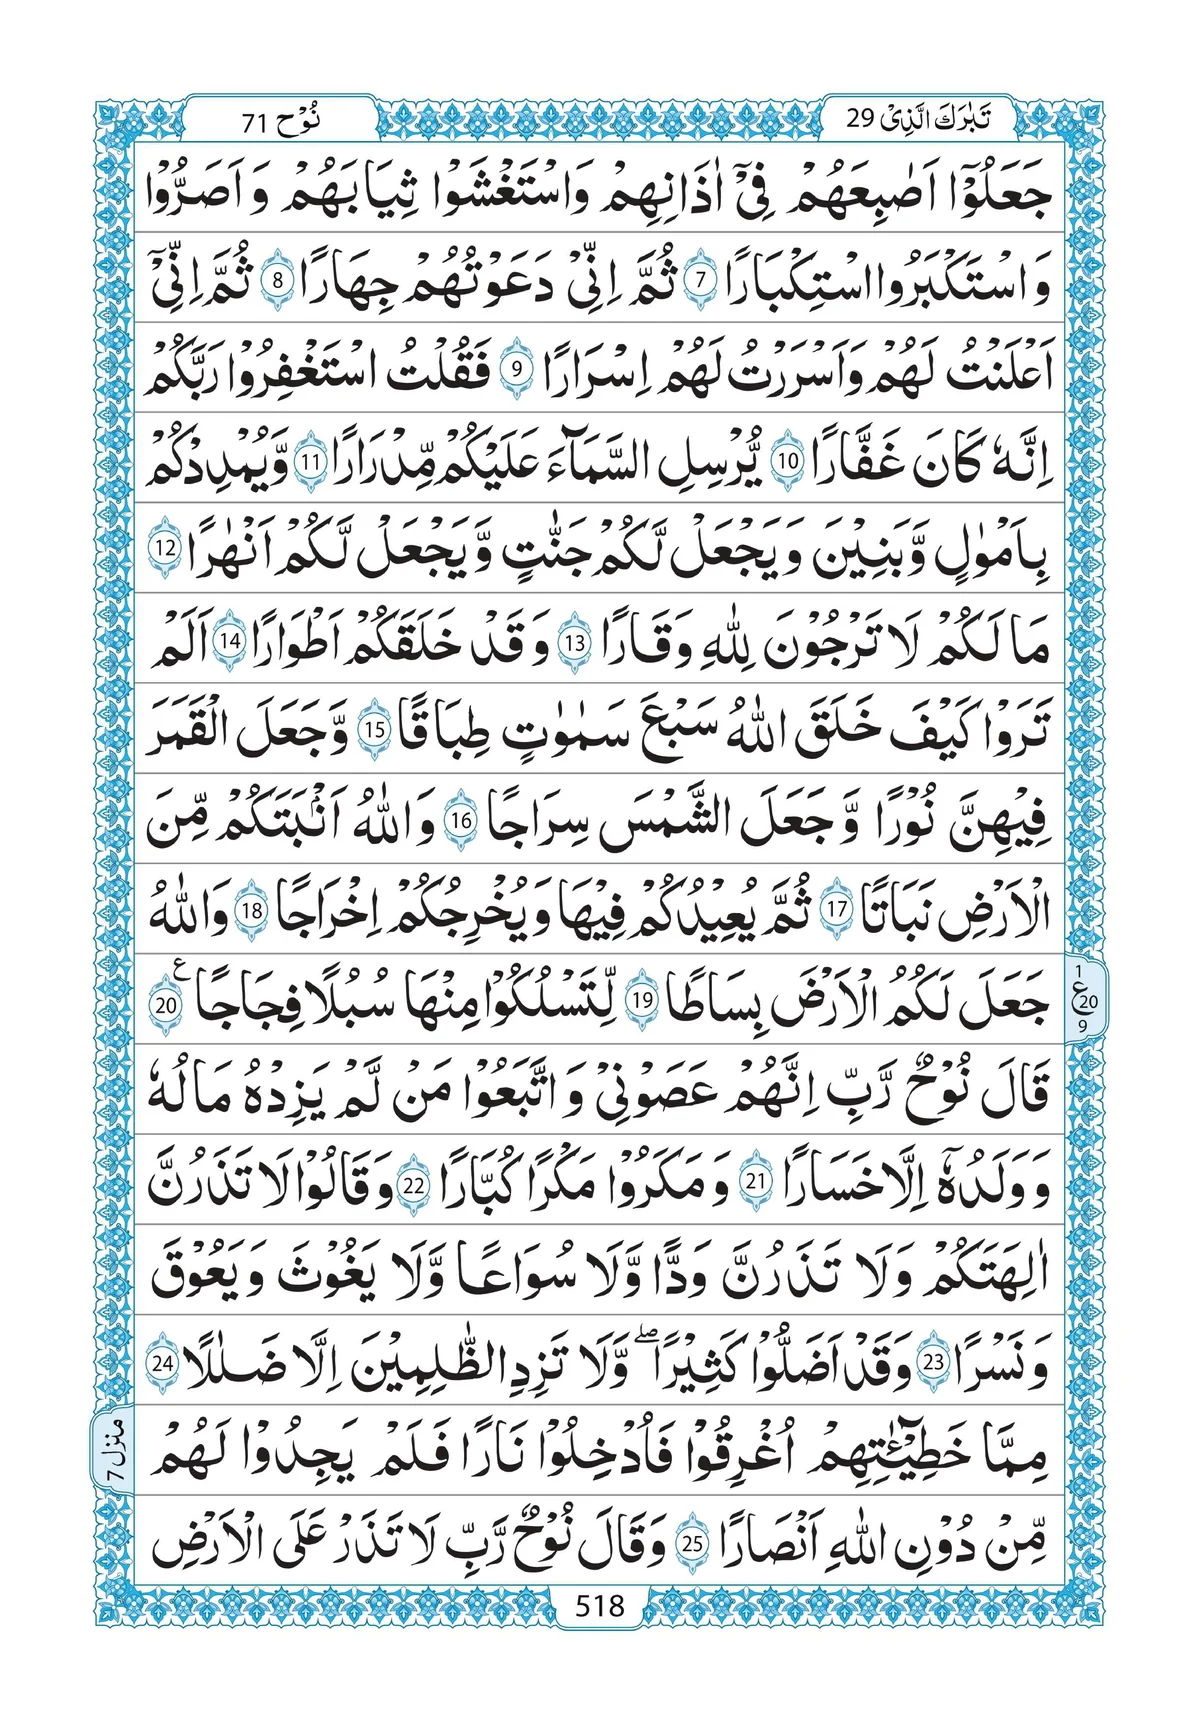 تَبٰرَكَ الَّذِیْ 29
نُوْح 71
جَعَلُوْۤا اَصَابِعَهُمْ فِیْۤ اٰذَانِهِمْ وَاسْتَغْشَوْا ثِیَابَهُمْ وَ اَصَرُّوْا
وَ اسْتَكْبَرُوا اسْتِكْبَارًا 7 ثُمَّ اِنِّیْ دَعَوْتُهُمْ جِهَارًا 8 ثُمَّ اِنِّیْۤ
اَعْلَنْتُ لَهُمْ وَ اَسْرَرْتُ لَهُمْ اِسْرَارًا 9 فَقُلْتُ اسْتَغْفِرُوْا رَبَّكُمْ
اِنَّهٗ كَانَ غَفَّارًا 10 یُّرْسِلِ السَّمَآءَ عَلَیْكُمْ مِّدْرَارًا 11 وَّ یُمْدِدْكُمْ
بِاَمْوٰلٍ وَّ بَنِیْنَ وَ یَجْعَلْ لَّكُمْ جَنّٰتٍ وَّ یَجْعَلْ لَّكُمْ اَنْهٰرًا 12
مَا لَكُمْ لَا تَرْجُوْنَ لِلّٰهِ وَقَارًا 13 وَ قَدْ خَلَقَكُمْ اَطْوَارًا 14 اَلَمْ
تَرَوْا كَیْفَ خَلَقَ اللّٰهُ سَبْعَ سَمٰوٰتٍ طِبَاقًا 15 وَّ جَعَلَ الْقَمَرَ
فِیْهِنَّ نُوْرًا وَّ جَعَلَ الشَّمْسَ سِرَاجًا 16 وَ اللّٰهُ اَنْۢبَتَكُمْ مِّنَ
الْاَرْضِ نَبَاتًا 17 ثُمَّ یُعِیْدُكُمْ فِیْهَا وَ یُخْرِجُكُمْ اِخْرَاجًا 18 وَ اللّٰهُ
جَعَلَ لَكُمُ الْاَرْضَ بِسَاطًا 19 لِّتَسْلُكُوْا مِنْهَا سُبُلًا فِجَاجًا ع 20
1
ع 20
9
قَالَ نُوْحٌ رَّبِّ اِنَّهُمْ عَصَوْنِیْ وَ اتَّبَعُوْا مَنْ لَّمْ یَزِدْهُ مَالُهٗ
وَ وَلَدُهٗۤ اِلَّا خَسَارًا 21 وَ مَكَرُوْا مَكْرًا كُبَّارًا 22 وَ قَالُوْا لَا تَذَرُنَّ
اٰلِهَتَكُمْ وَ لَا تَذَرُنَّ وَدًّا وَّ لَا سُوَاعًا وَّ لَا یَغُوْثَ وَ یَعُوْقَ
وَ نَسْرًا 23 وَ قَدْ اَضَلُّوْا كَثِیْرًا ۖ وَّ لَا تَزِدِ الظّٰلِمِیْنَ اِلَّا ضَلٰلًا 24
مِمَّا خَطِیْٓـٰٔتِهِمْ اُغْرِقُوْا فَاُدْخِلُوْا نَارًا فَلَمْ یَجِدُوْا لَهُمْ
منزل 7
مِّنْ دُوْنِ اللّٰهِ اَنْصَارًا 25 وَ قَالَ نُوْحٌ رَّبِّ لَا تَذَرْ عَلَی الْاَرْضِ
518